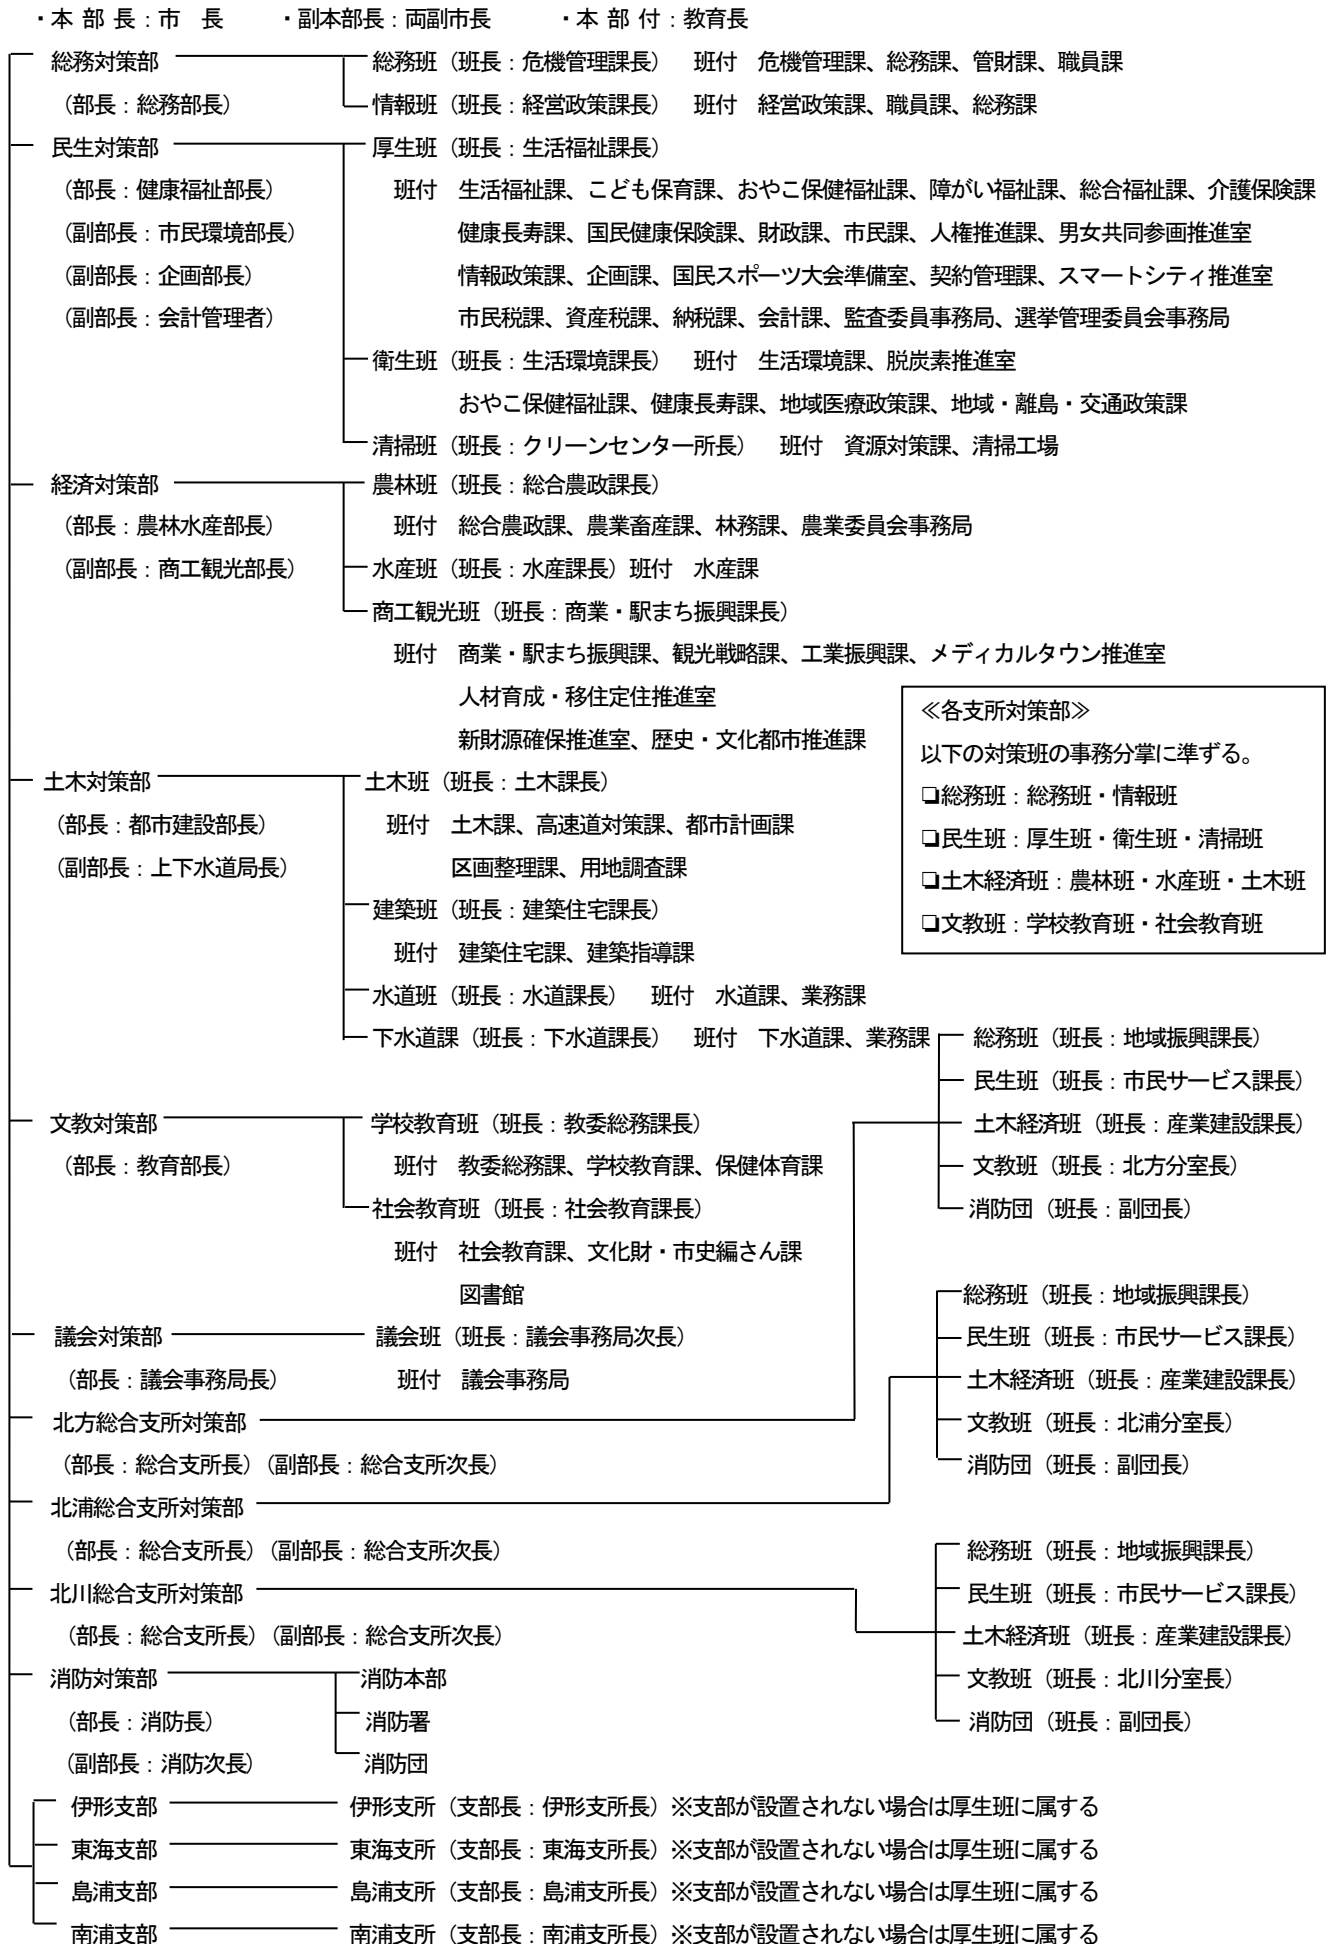 ・本 部 長：市　長　　・副本部長：両副市長　　・本 部 付：教育長
総務対策部　総務班（班長：危機管理課長）　班付　危機管理課、総務課、管財課、職員課
（部長：総務部長）　情報班（班長：経営政策課長）　班付　経営政策課、職員課、総務課
民生対策部　厚生班（班長：生活福祉課長）
（部長：健康福祉部長）　班付　生活福祉課、こども保育課、おやこ保健福祉課、障がい福祉課、総合福祉課、介護保険課
（副部長：市民環境部長）　健康長寿課、国民健康保険課、財政課、市民課、人権推進課、男女共同参画推進室
（副部長：企画部長）　情報政策課、企画課、国民スポーツ大会準備室、契約管理課、スマートシティ推進室
（副部長：会計管理者）　市民税課、資産税課、納税課、会計課、監査委員事務局、選挙管理委員会事務局
衛生班（班長：生活環境課長）　班付　生活環境課、脱炭素推進室
おやこ保健福祉課、健康長寿課、地域医療政策課、地域・離島・交通政策課
清掃班（班長：クリーンセンター所長）　班付　資源対策課、清掃工場
経済対策部　農林班（班長：総合農政課長）
（部長：農林水産部長）　班付　総合農政課、農業畜産課、林務課、農業委員会事務局
（副部長：商工観光部長）　水産班（班長：水産課長）班付　水産課
商工観光班（班長：商業・駅まち振興課長）
班付　商業・駅まち振興課、観光戦略課、工業振興課、メディカルタウン推進室
人材育成・移住定住推進室
新財源確保推進室、歴史・文化都市推進課
≪各支所対策部≫
以下の対策班の事務分掌に準ずる。
❏総務班：総務班・情報班
❏民生班：厚生班・衛生班・清掃班
❏土木経済班：農林班・水産班・土木班
❏文教班：学校教育班・社会教育班
土木対策部　土木班（班長：土木課長）
（部長：都市建設部長）　班付　土木課、高速道対策課、都市計画課
（副部長：上下水道局長）　区画整理課、用地調査課
建築班（班長：建築住宅課長）
班付　建築住宅課、建築指導課
水道班（班長：水道課長）　班付　水道課、業務課
下水道課（班長：下水道課長）　班付　下水道課、業務課
総務班（班長：地域振興課長）
民生班（班長：市民サービス課長）
土木経済班（班長：産業建設課長）
文教班（班長：北方分室長）
消防団（班長：副団長）
文教対策部　学校教育班（班長：教委総務課長）
（部長：教育部長）　班付　教委総務課、学校教育課、保健体育課
社会教育班（班長：社会教育課長）
班付　社会教育課、文化財・市史編さん課
図書館
議会対策部　議会班（班長：議会事務局次長）
（部長：議会事務局長）　班付　議会事務局
総務班（班長：地域振興課長）
民生班（班長：市民サービス課長）
土木経済班（班長：産業建設課長）
文教班（班長：北浦分室長）
消防団（班長：副団長）
北方総合支所対策部
（部長：総合支所長）（副部長：総合支所次長）
北浦総合支所対策部
（部長：総合支所長）（副部長：総合支所次長）
北川総合支所対策部
（部長：総合支所長）（副部長：総合支所次長）
総務班（班長：地域振興課長）
民生班（班長：市民サービス課長）
土木経済班（班長：産業建設課長）
文教班（班長：北川分室長）
消防団（班長：副団長）
消防対策部　消防本部
（部長：消防長）　消防署
（副部長：消防次長）　消防団
伊形支部　伊形支所（支部長：伊形支所長）※支部が設置されない場合は厚生班に属する
東海支部　東海支所（支部長：東海支所長）※支部が設置されない場合は厚生班に属する
島浦支部　島浦支所（支部長：島浦支所長）※支部が設置されない場合は厚生班に属する
南浦支部　南浦支所（支部長：南浦支所長）※支部が設置されない場合は厚生班に属する